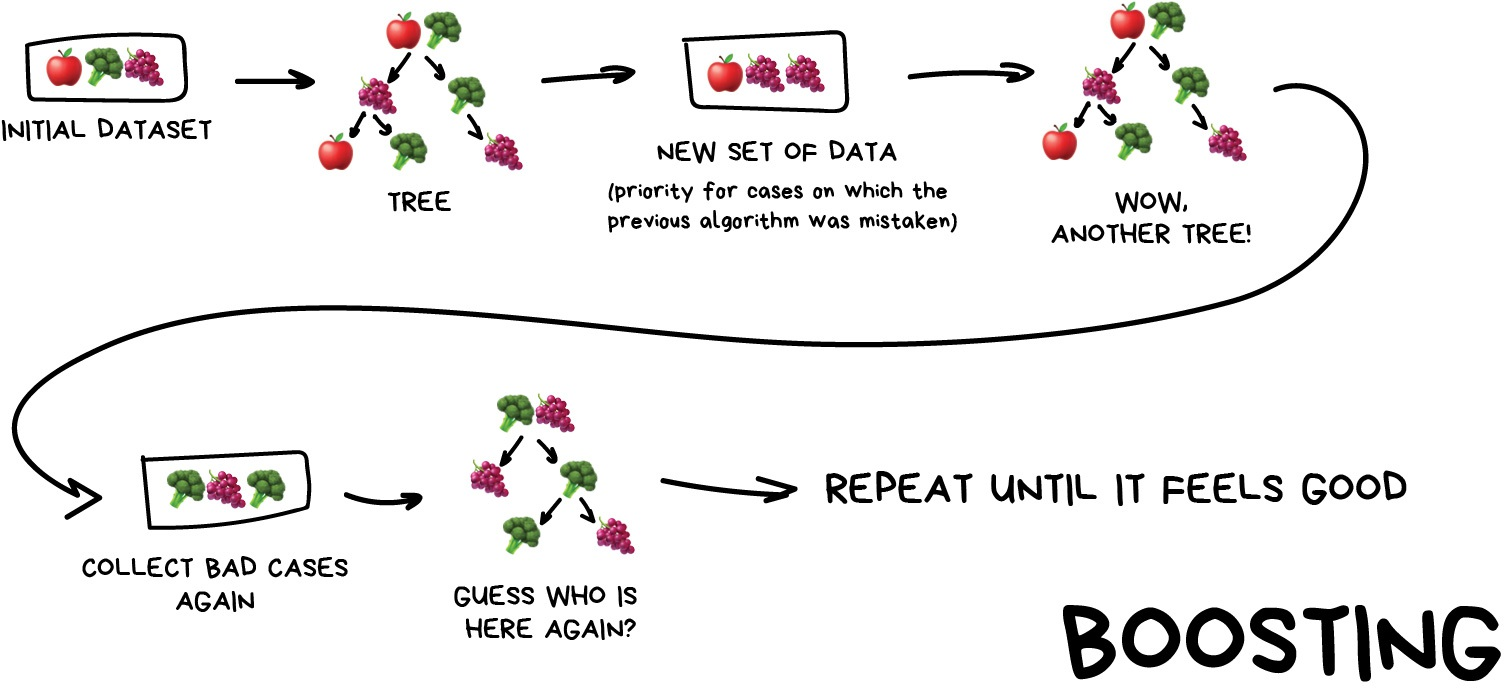 INITIAL DATASET
TREE
NEW SET OF DATA
(priority for cases on which the
previous algorithm was mistaken)
WOW,
ANOTHER TREE!
COLLECT BAD CASES
AGAIN
GUESS WHO IS
HERE AGAIN?
REPEAT UNTIL IT FEELS GOOD
BOOSTING